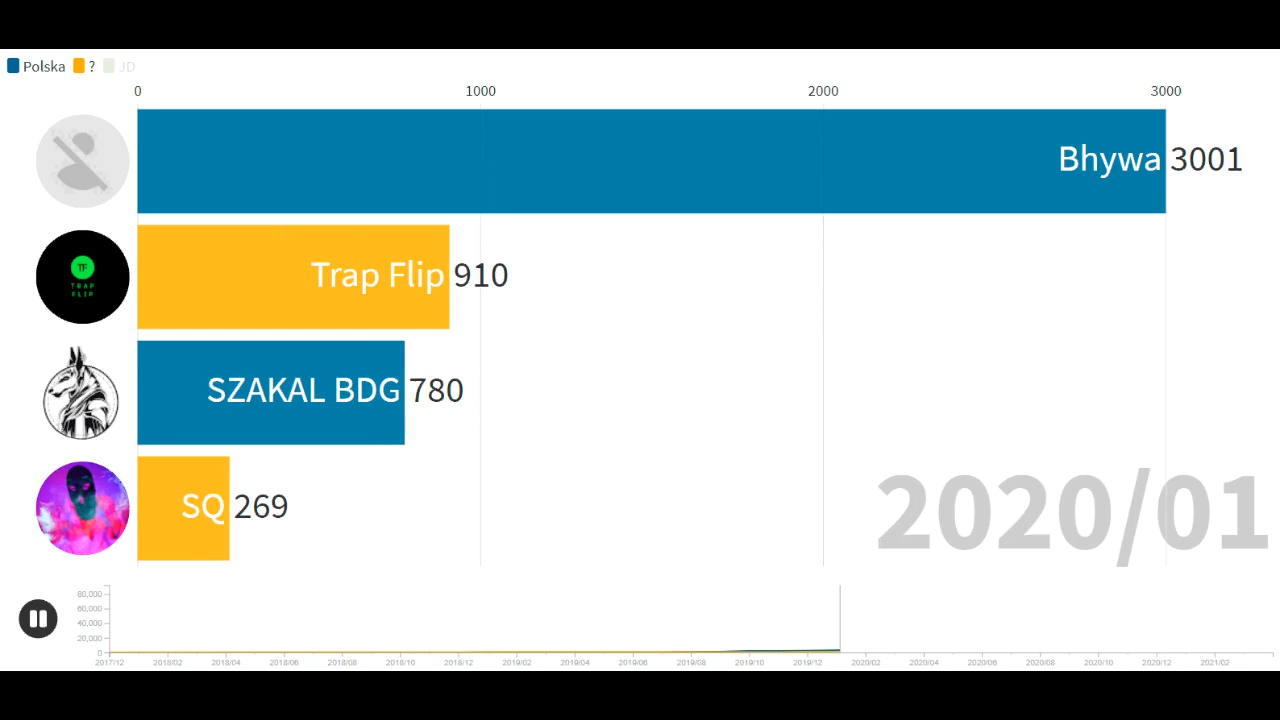 Polska ? JD
0 1000 2000 3000
Bhywa 3001
TF
TRAP
FLIP
Trap Flip 910
SZAKAL BDG 780
SQ 269
2020/01
80,000
60,000
40,000
20,000
0
2017/12 2018/02 2018/04 2018/06 2018/08 2018/10 2018/12 2019/02 2019/04 2019/06 2019/08 2019/10 2019/12 2020/02 2020/04 2020/06 2020/08 2020/10 2020/12 2021/02